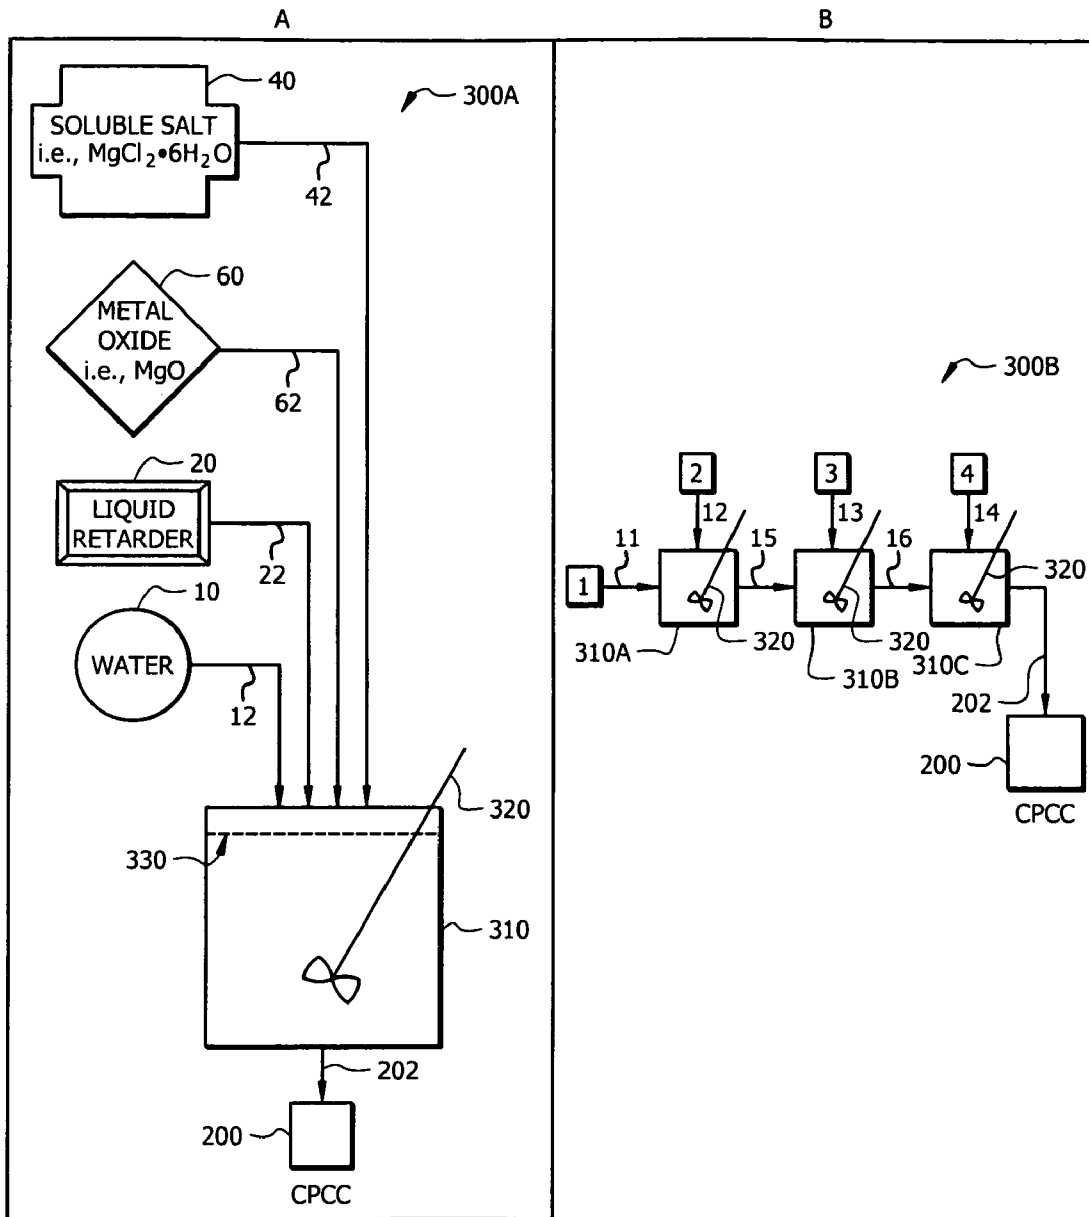 A
B
40
300A
SOLUBLE SALT
i.e., MgCl₂•6H₂O
42
60
METAL
OXIDE
i.e., MgO
62
20
LIQUID
RETARDER
22
10
WATER
12
320
330
310
202
200
CPCC
300B
2
3
4
12
13
14
11
15
16
320
1
310A
320
310B
320
310C
202
200
CPCC